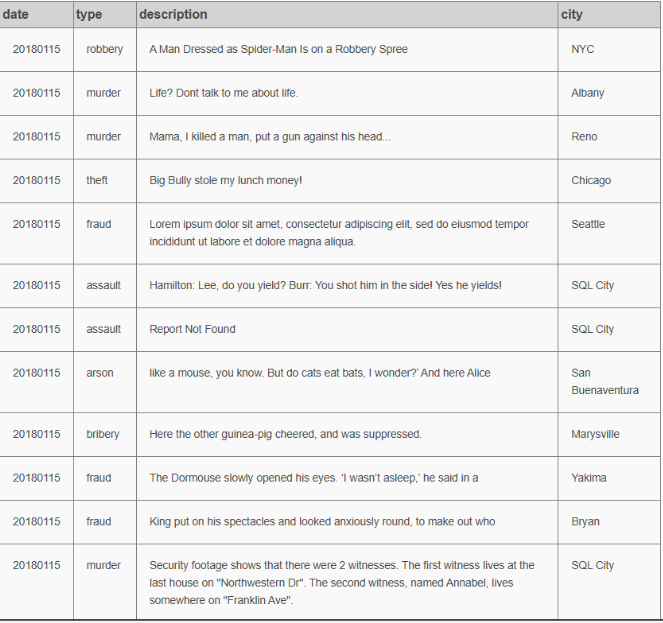 date type description city
20180115 robbery A Man Dressed as Spider-Man Is on a Robbery Spree NYC
20180115 murder Life? Dont talk to me about life. Albany
20180115 murder Mama, I killed a man, put a gun against his head... Reno
20180115 theft Big Bully stole my lunch money! Chicago
20180115 fraud Lorem ipsum dolor sit amet, consectetur adipiscing elit, sed do eiusmod tempor Seattle
incididunt ut labore et dolore magna aliqua.
20180115 assault Hamilton: Lee, do you yield? Burr: You shot him in the side! Yes he yields! SQL City
20180115 assault Report Not Found SQL City
20180115 arson like a mouse, you know. But do cats eat bats, I wonder?’ And here Alice San
Buenaventura
20180115 bribery Here the other guinea-pig cheered, and was suppressed. Marysville
20180115 fraud The Dormouse slowly opened his eyes. ‘I wasn’t asleep,’ he said in a Yakima
20180115 fraud King put on his spectacles and looked anxiously round, to make out who Bryan
20180115 murder Security footage shows that there were 2 witnesses. The first witness lives at the SQL City
last house on "Northwestern Dr". The second witness, named Annabel, lives
somewhere on "Franklin Ave".